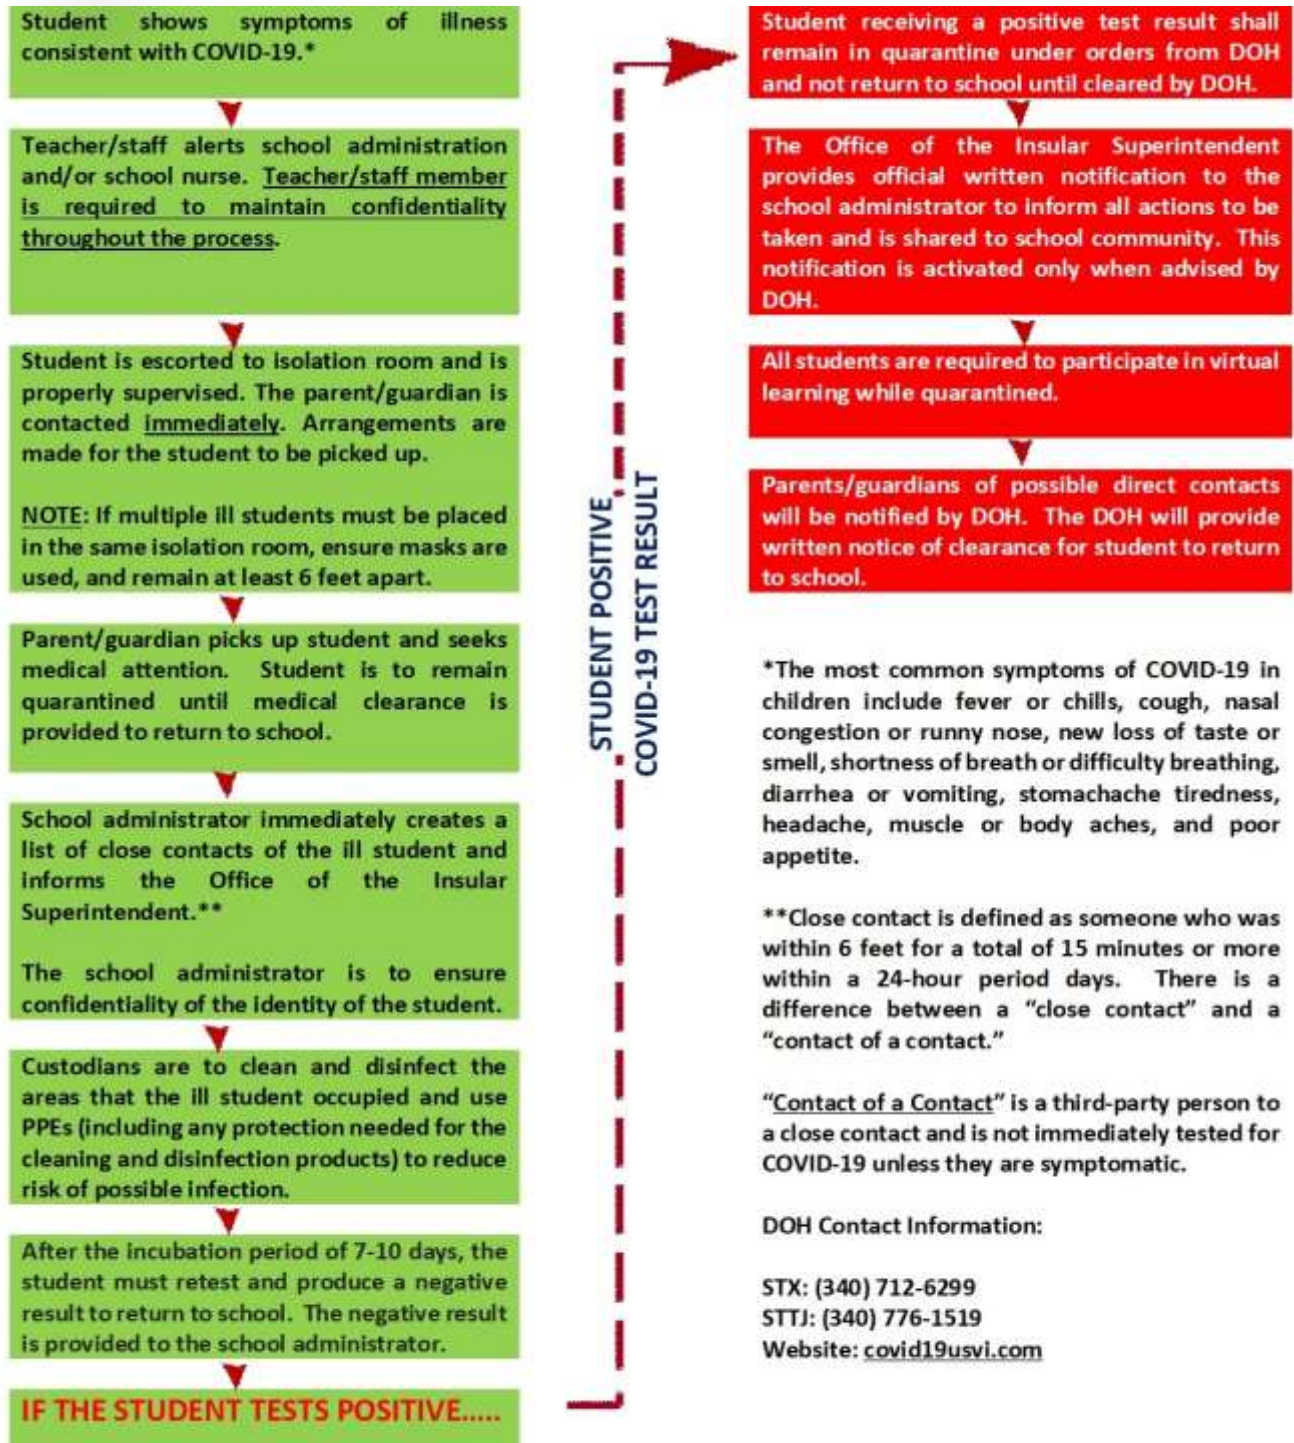 Student shows symptoms of illness
consistent with COVID-19.*
Teacher/staff alerts school administration
and/or school nurse. Teacher/staff member
is required to maintain confidentiality
throughout the process.
Student is escorted to isolation room and is
properly supervised. The parent/guardian is
contacted immediately. Arrangements are
made for the student to be picked up.
NOTE: If multiple ill students must be placed
in the same isolation room, ensure masks are
used, and remain at least 6 feet apart.
Parent/guardian picks up student and seeks
medical attention. Student is to remain
quarantined until medical clearance is
provided to return to school.
School administrator immediately creates a
list of close contacts of the ill student and
informs the Office of the Insular
Superintendent.**
The school administrator is to ensure
confidentiality of the identity of the student.
Custodians are to clean and disinfect the
areas that the ill student occupied and use
PPEs (including any protection needed for the
cleaning and disinfection products) to reduce
risk of possible infection.
After the incubation period of 7-10 days, the
student must retest and produce a negative
result to return to school. The negative result
is provided to the school administrator.
IF THE STUDENT TESTS POSITIVE.....
STUDENT POSITIVE
COVID-19 TEST RESULT
Student receiving a positive test result shall
remain in quarantine under orders from DOH
and not return to school until cleared by DOH.
The Office of the Insular Superintendent
provides official written notification to the
school administrator to inform all actions to be
taken and is shared to school community. This
notification is activated only when advised by
DOH.
All students are required to participate in virtual
learning while quarantined.
Parents/guardians of possible direct contacts
will be notified by DOH. The DOH will provide
written notice of clearance for student to return
to school.
*The most common symptoms of COVID-19 in
children include fever or chills, cough, nasal
congestion or runny nose, new loss of taste or
smell, shortness of breath or difficulty breathing,
diarrhea or vomiting, stomachache tiredness,
headache, muscle or body aches, and poor
appetite.
**Close contact is defined as someone who was
within 6 feet for a total of 15 minutes or more
within a 24-hour period days. There is a
difference between a “close contact” and a
“contact of a contact.”
“Contact of a Contact” is a third-party person to
a close contact and is not immediately tested for
COVID-19 unless they are symptomatic.
DOH Contact Information:
STX: (340) 712-6299
STTJ: (340) 776-1519
Website: covid19usvi.com